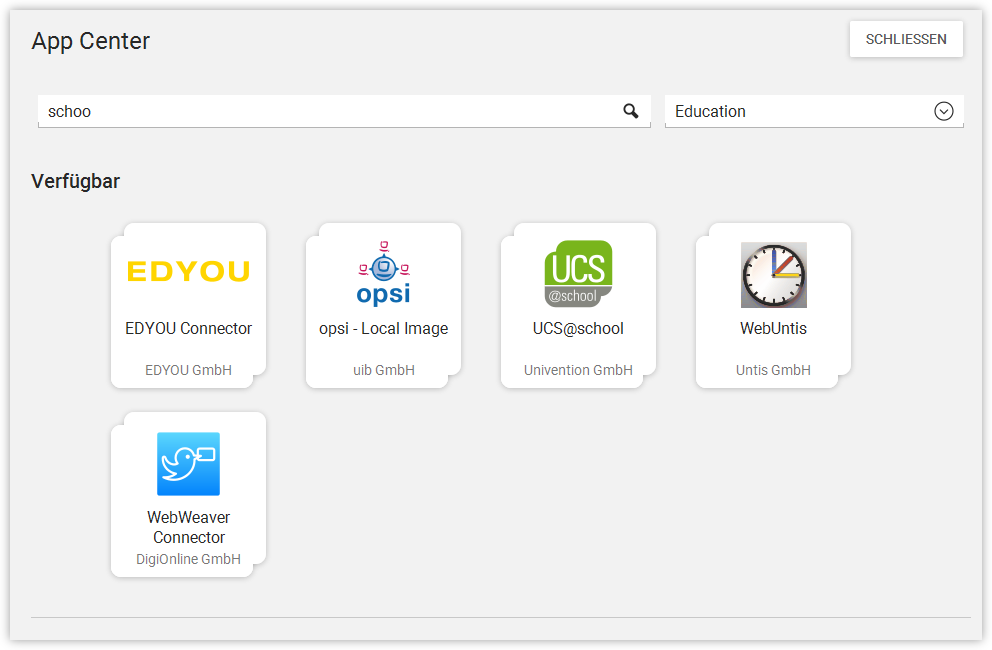 App Center
SCHLIESSEN
schoo
Education
Verfügbar
EDYOU
EDYOU Connector
EDYOU GmbH
opsi
opsi - Local Image
uib GmbH
UCS
@school
UCS@school
Univention GmbH
WebUntis
Untis GmbH
WebWeaver
Connector
DigiOnline GmbH